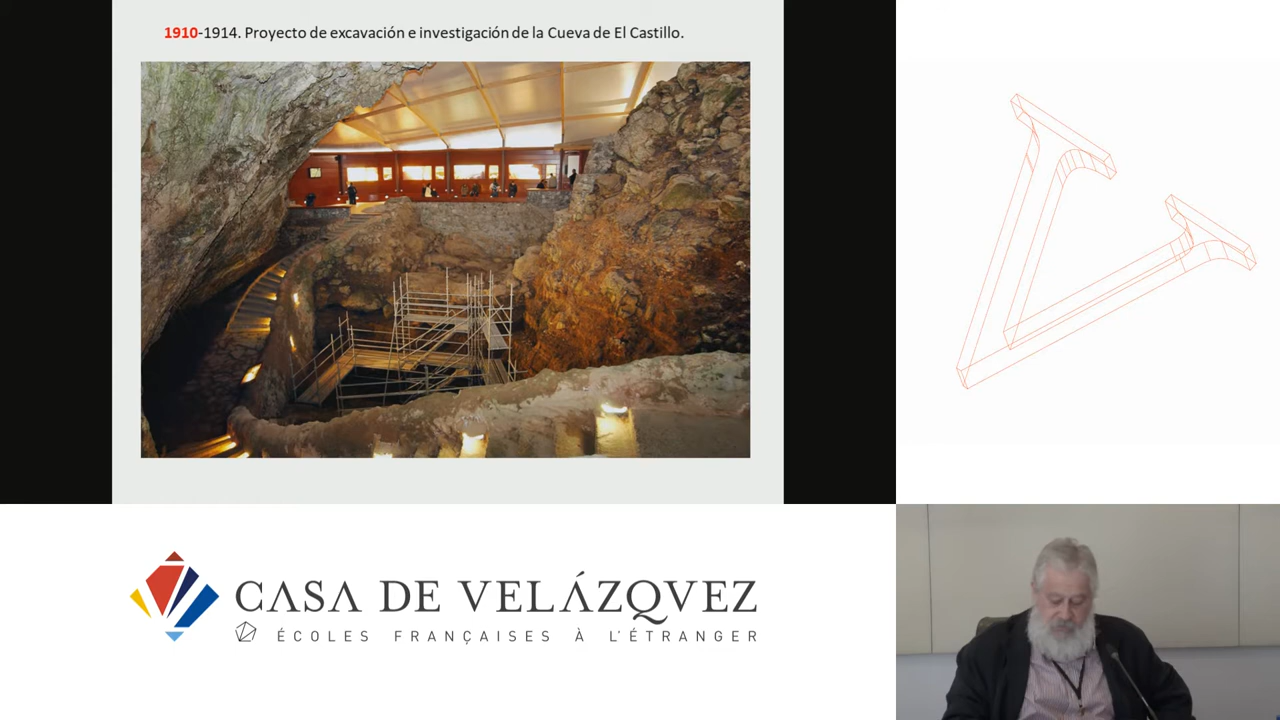 1910-1914. Proyecto de excavación e investigación de la Cueva de El Castillo.
CASA DE VELÁZQVEZ
ÉCOLES FRANÇAISES À L'ÉTRANGER